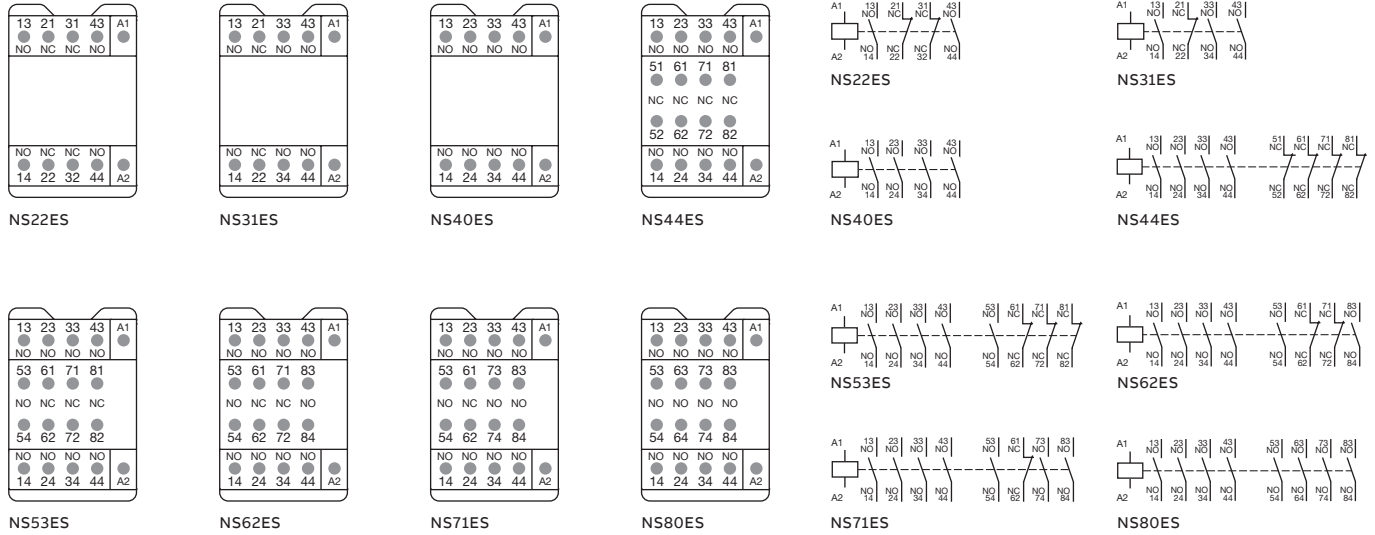 13 21 31 43 A1
NO NC NC NO
NO NC NC NO
14 22 32 44 A2
NS22ES
13 21 33 43 A1
NO NC NO NO
NO NC NO NO
14 22 34 44 A2
NS31ES
13 23 33 43 A1
NO NO NO NO
NO NO NO NO
14 24 34 44 A2
NS40ES
13 23 33 43 A1
NO NO NO NO
51 61 71 81
NC NC NC NC
52 62 72 82
NO NO NO NO
14 24 34 44 A2
NS44ES
A1 13 21 31 43
NO NC NC NO
NO NC NC NO
A2 14 22 32 44
NS22ES
A1 13 21 33 43
NO NC NO NO
NO NC NO NO
A2 14 22 34 44
NS31ES
A1 13 23 33 43
NO NO NO NO
NO NO NO NO
A2 14 24 34 44
NS40ES
A1 13 23 33 43 51 61 71 81
NO NO NO NO NC NC NC NC
NO NO NO NO NC NC NC NC
A2 14 24 34 44 52 62 72 82
NS44ES
13 23 33 43 A1
NO NO NO NO
53 61 71 81
NO NC NC NC
54 62 72 82
NO NO NO NO
14 24 34 44 A2
NS53ES
13 23 33 43 A1
NO NO NO NO
53 61 71 83
NO NC NC NO
54 62 72 84
NO NO NO NO
14 24 34 44 A2
NS62ES
13 23 33 43 A1
NO NO NO NO
53 61 73 83
NO NC NO NO
54 62 74 84
NO NO NO NO
14 24 34 44 A2
NS71ES
13 23 33 43 A1
NO NO NO NO
53 63 73 83
NO NO NO NO
54 64 74 84
NO NO NO NO
14 24 34 44 A2
NS80ES
A1 13 23 33 43 53 61 71 81
NO NO NO NO NO NC NC NC
NO NO NO NO NO NC NC NC
A2 14 24 34 44 54 62 72 82
NS53ES
A1 13 23 33 43 53 61 71 83
NO NO NO NO NO NC NC NO
NO NO NO NO NO NC NC NO
A2 14 24 34 44 54 62 72 84
NS62ES
A1 13 23 33 43 53 61 73 83
NO NO NO NO NO NC NO NO
NO NO NO NO NO NC NO NO
A2 14 24 34 44 54 62 74 84
NS71ES
A1 13 23 33 43 53 63 73 83
NO NO NO NO NO NO NO NO
NO NO NO NO NO NO NO NO
A2 14 24 34 44 54 64 74 84
NS80ES